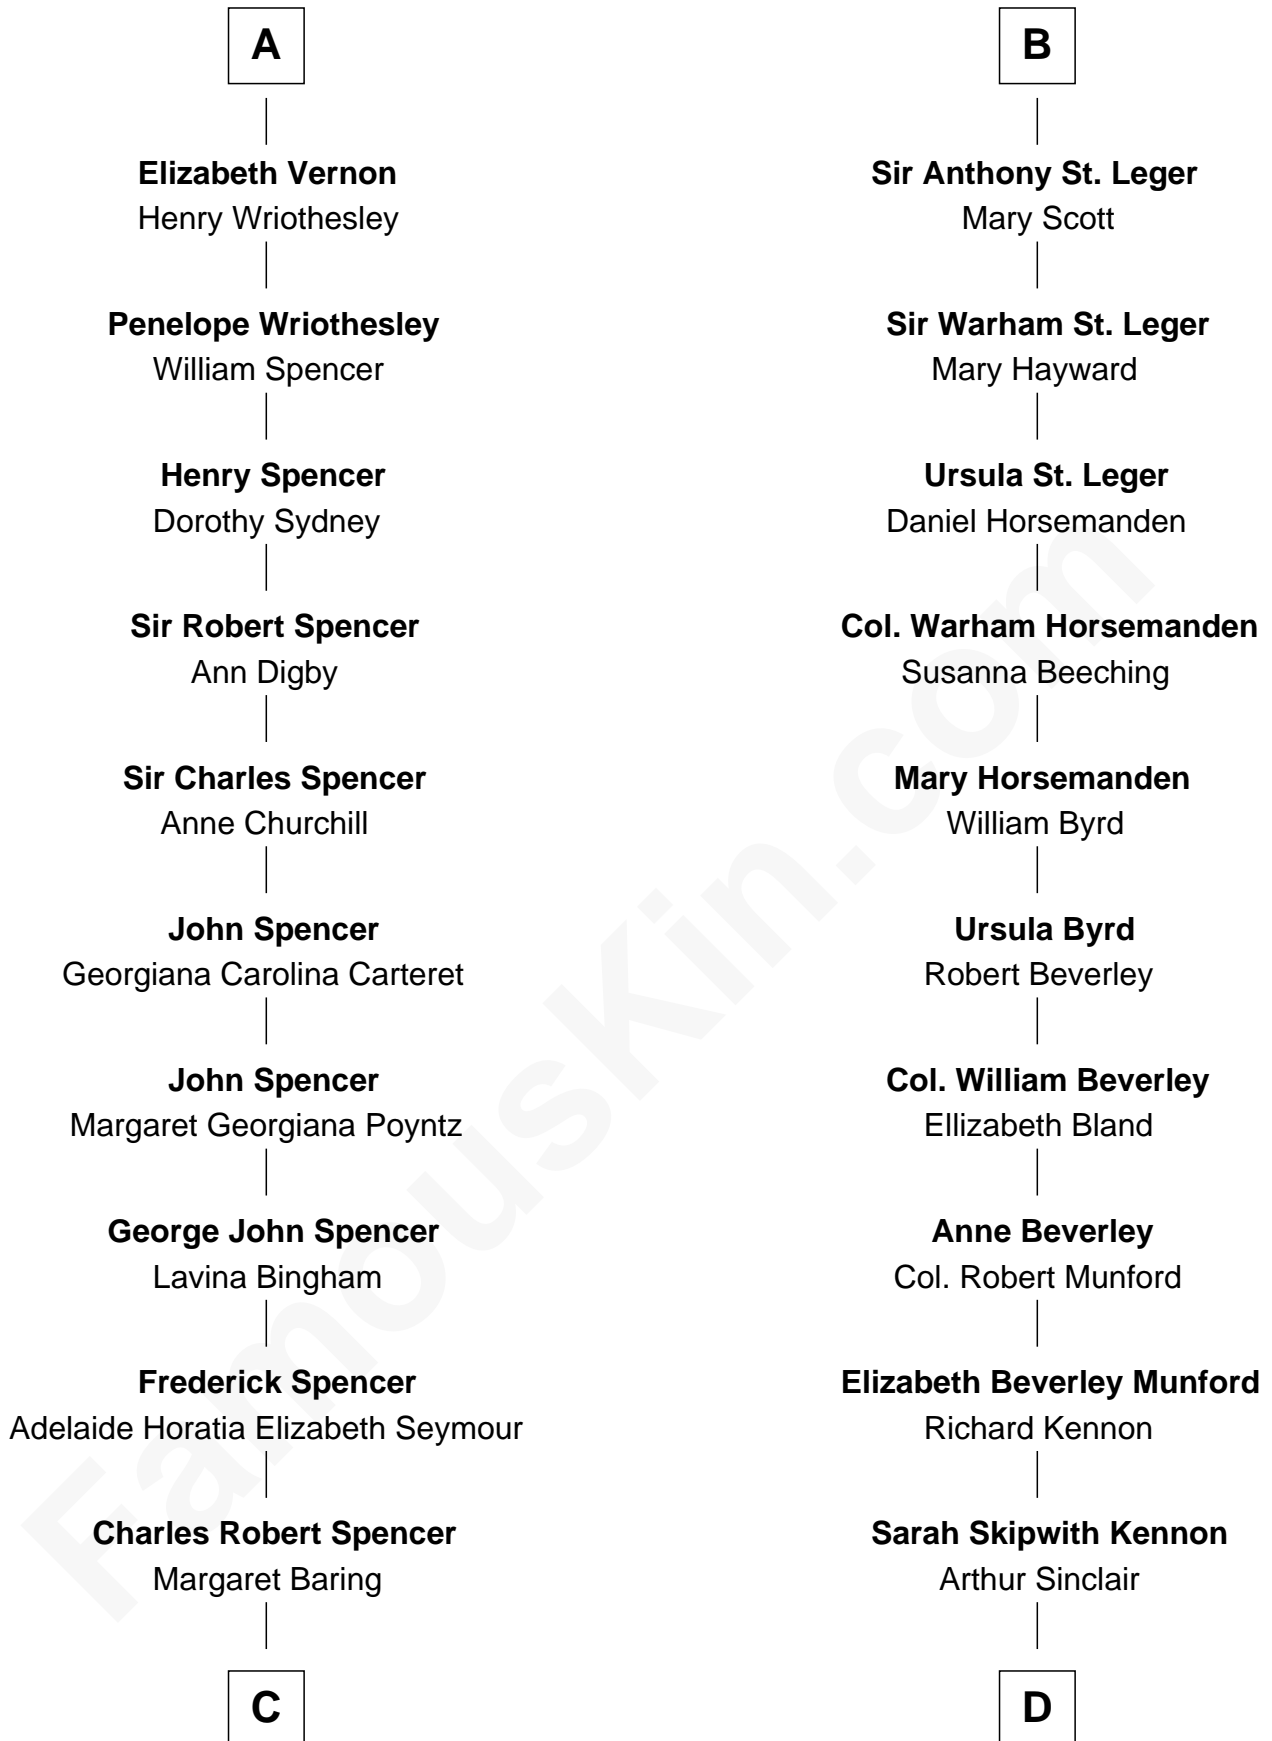 A
Elizabeth Vernon
Henry Wriothesley
Penelope Wriothesley
William Spencer
Henry Spencer
Dorothy Sydney
Sir Robert Spencer
Ann Digby
Sir Charles Spencer
Anne Churchill
John Spencer
Georgiana Carolina Carteret
John Spencer
Margaret Georgiana Poyntz
George John Spencer
Lavina Bingham
Frederick Spencer
Adelaide Horatia Elizabeth Seymour
Charles Robert Spencer
Margaret Baring
C
B
Sir Anthony St. Leger
Mary Scott
Sir Warham St. Leger
Mary Hayward
Ursula St. Leger
Daniel Horsemanden
Col. Warham Horsemanden
Susanna Beeching
Mary Horsemanden
William Byrd
Ursula Byrd
Robert Beverley
Col. William Beverley
Ellizabeth Bland
Anne Beverley
Col. Robert Munford
Elizabeth Beverley Munford
Richard Kennon
Sarah Skipwith Kennon
Arthur Sinclair
D
FamousKin.com